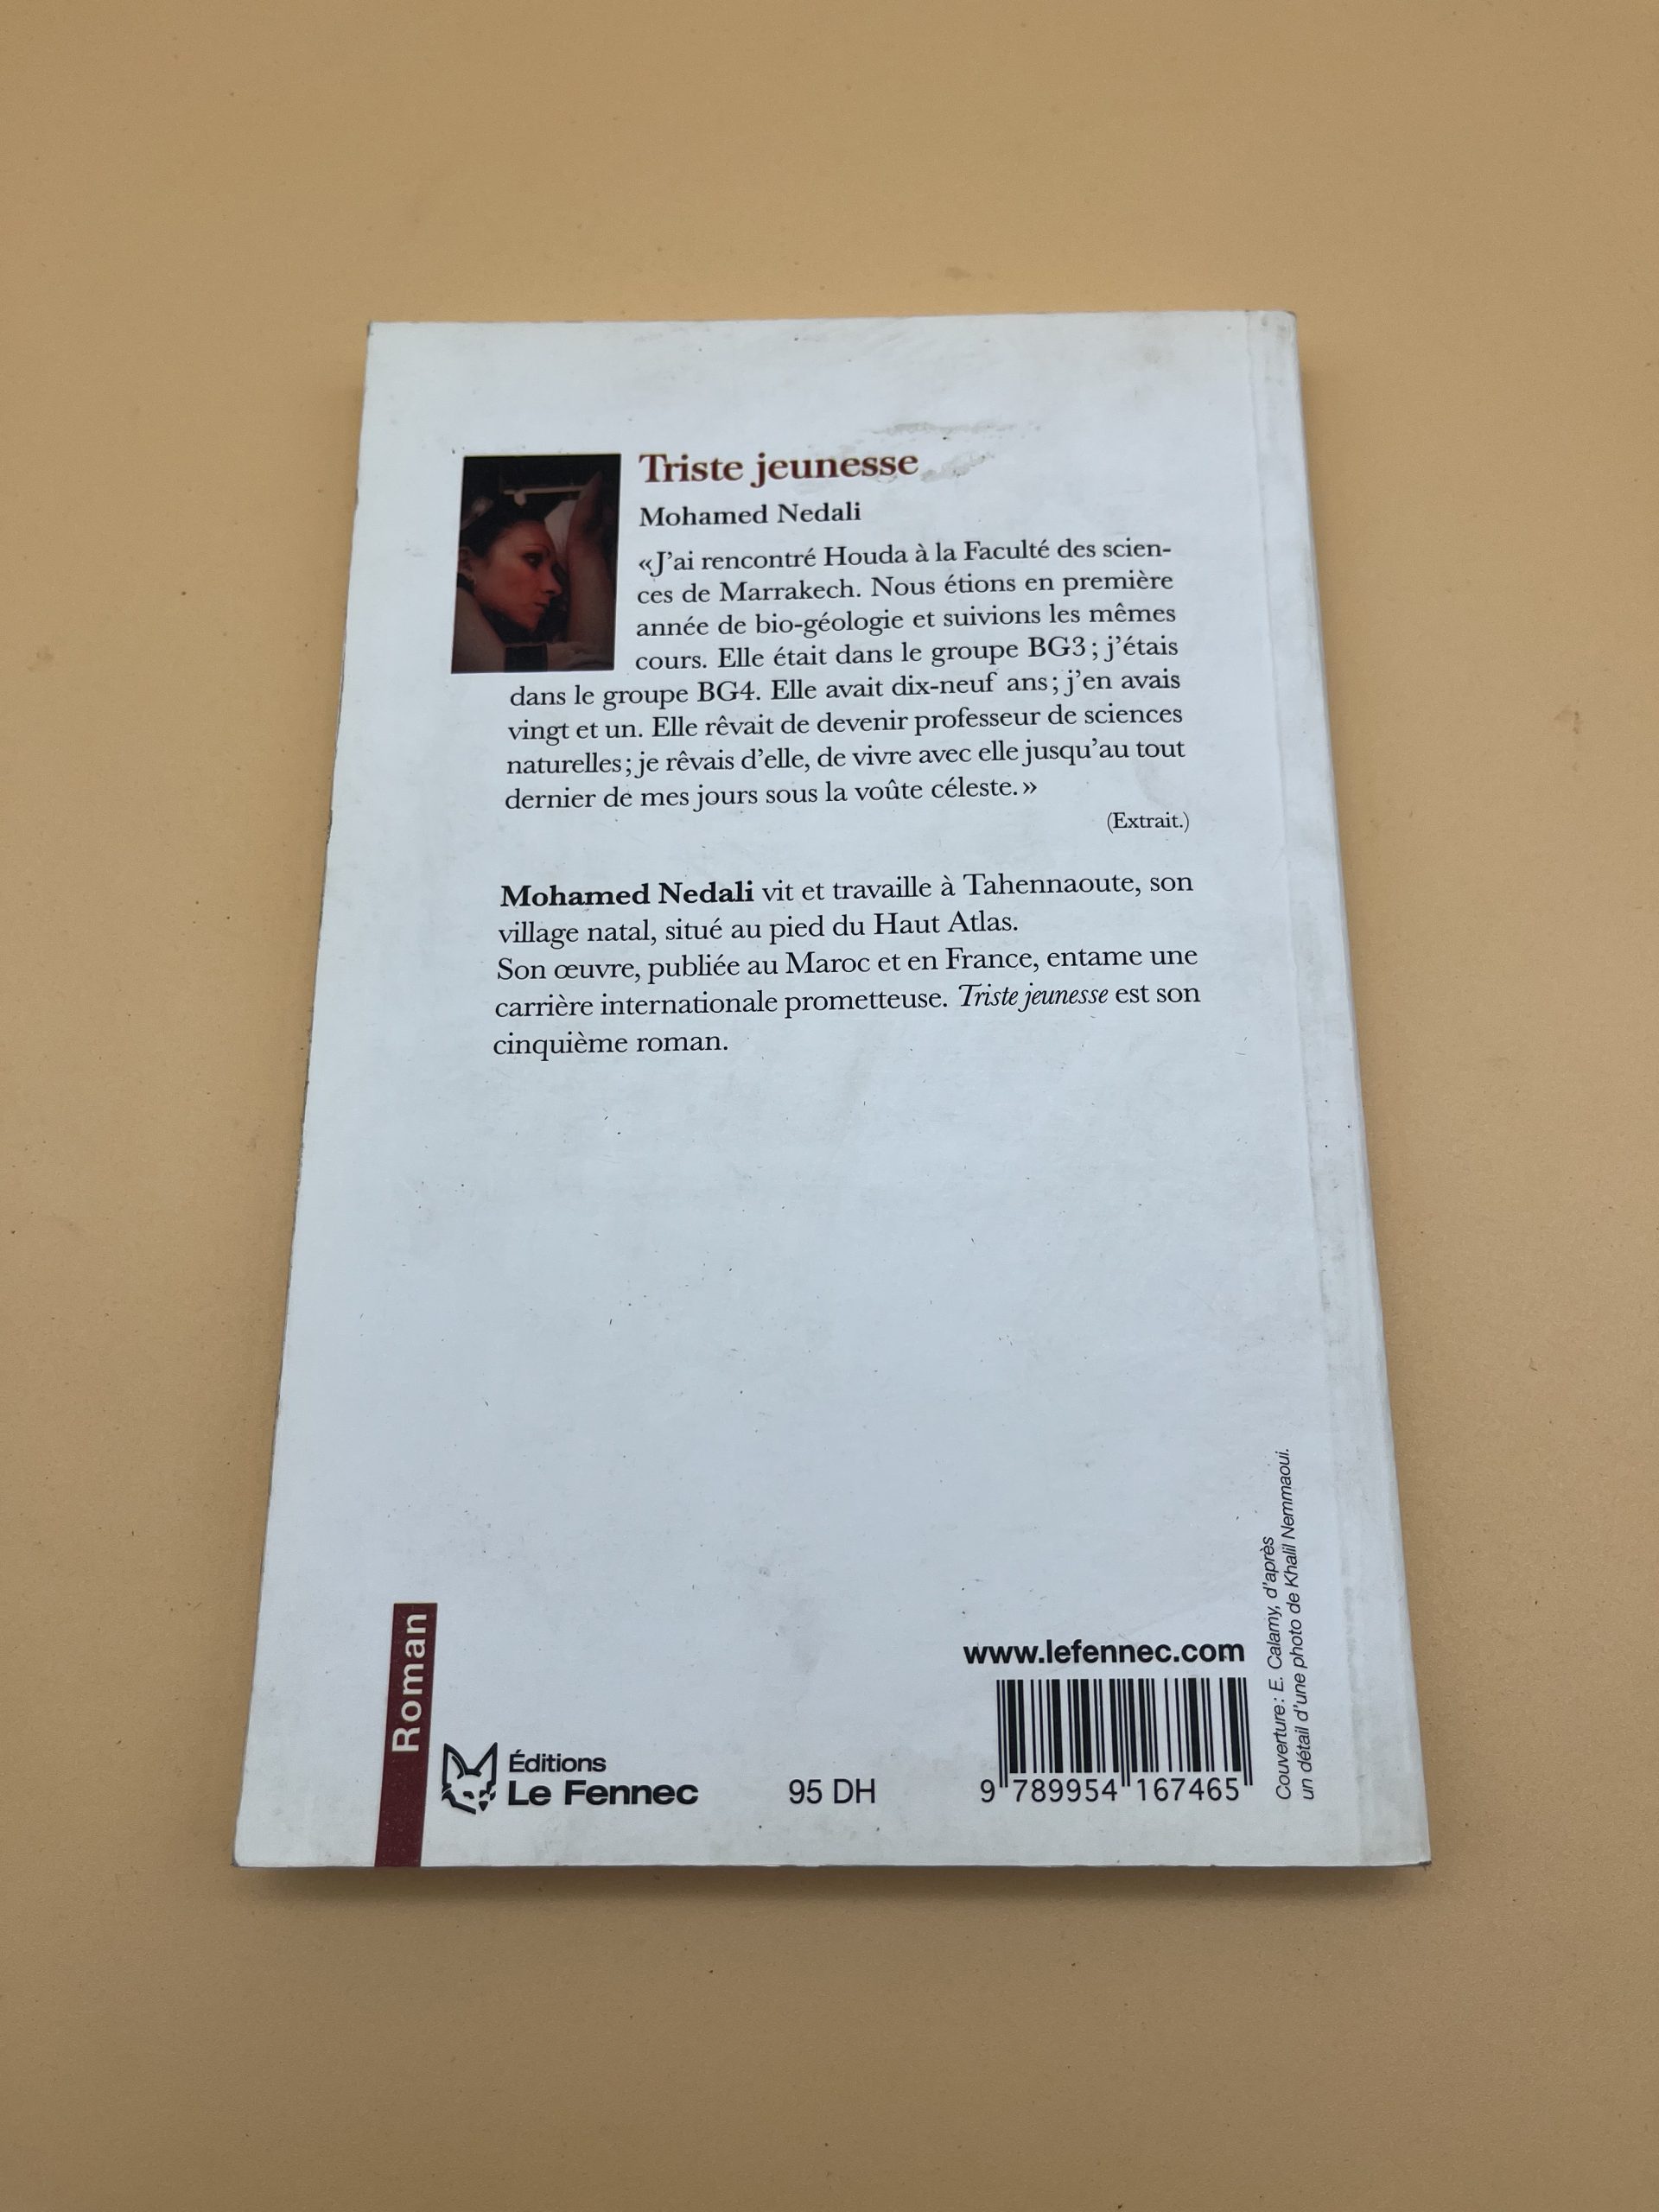 Triste jeunesse
Mohamed Nedali
«J'ai rencontré Houda à la Faculté des scien-
ces de Marrakech. Nous étions en première
année de bio-géologie et suivions les mêmes
cours. Elle était dans le groupe BG3 ; j'étais
dans le groupe BG4. Elle avait dix-neuf ans ; j'en avais
vingt et un. Elle rêvait de devenir professeur de sciences
naturelles ; je rêvais d'elle, de vivre avec elle jusqu'au tout
dernier de mes jours sous la voûte céleste.»
(Extrait.)
Mohamed Nedali vit et travaille à Tahennaoute, son
village natal, situé au pied du Haut Atlas.
Son œuvre, publiée au Maroc et en France, entame une
carrière internationale prometteuse. Triste jeunesse est son
cinquième roman.
Roman
Éditions
Le Fennec
95 DH
www.lefennec.com
9 789954 167465
Couverture : E. Calamy, d'après
un détail d'une photo de Khalil Nemmaoui.